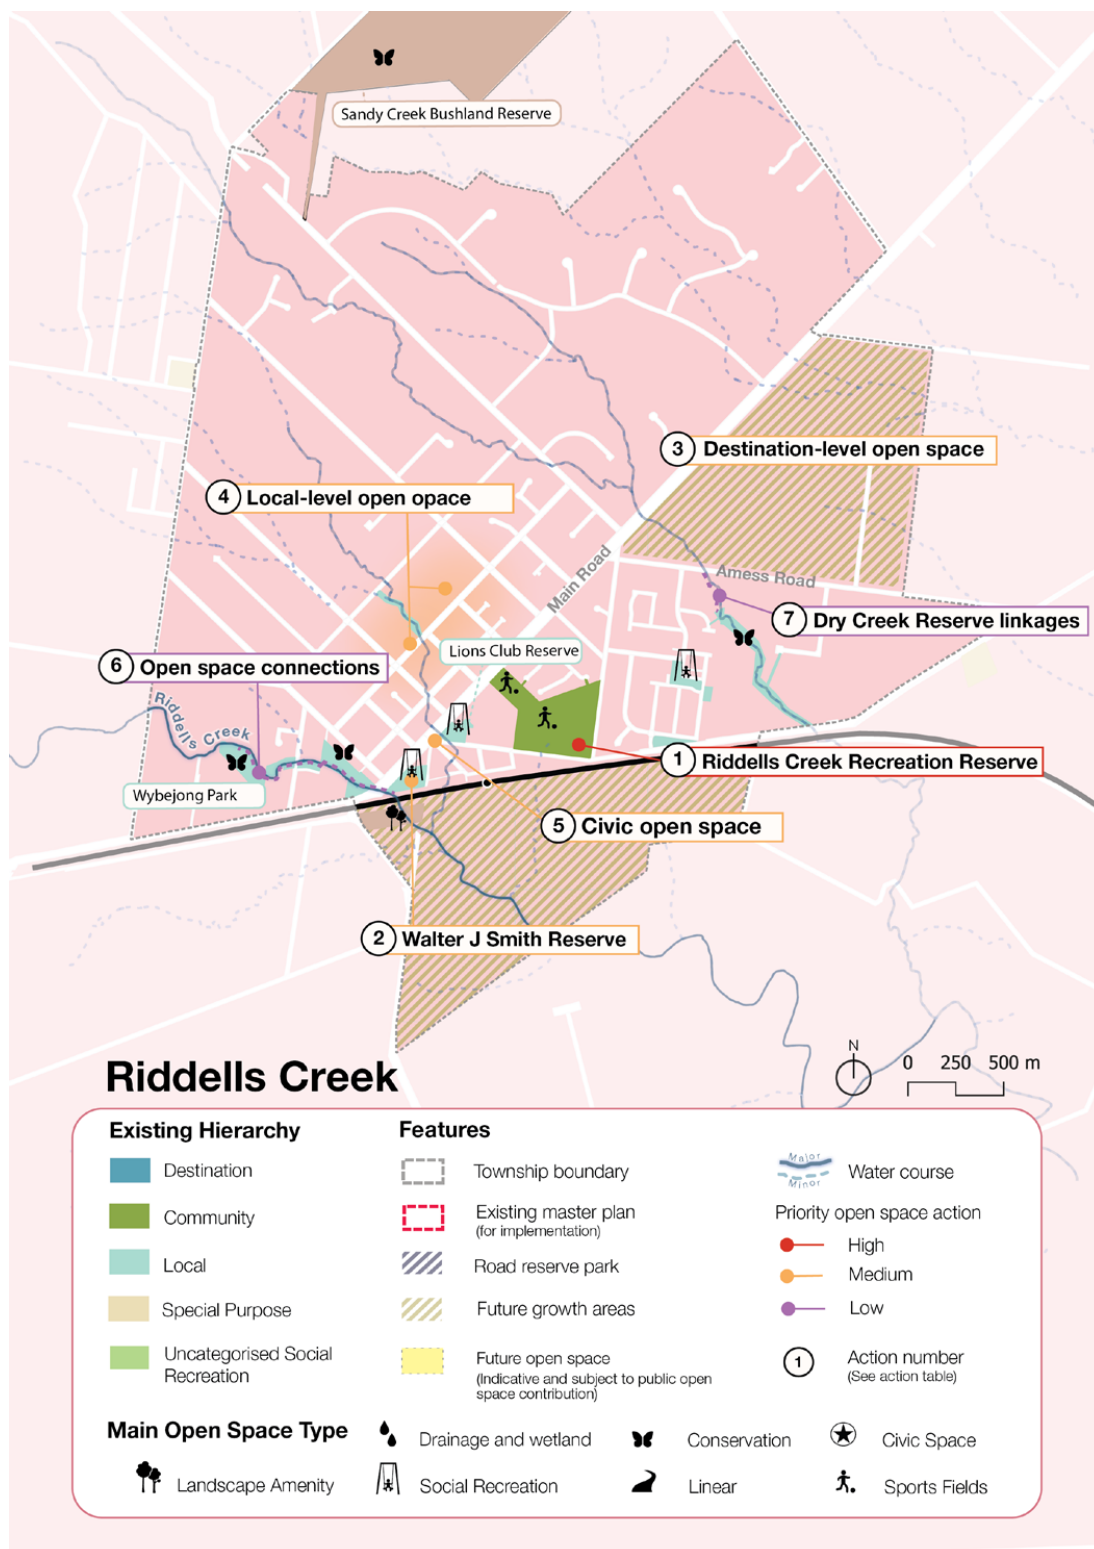 Sandy Creek Bushland Reserve
3 Destination-level open space
4 Local-level open opace
Main Road
Amess Road
7 Dry Creek Reserve linkages
Lions Club Reserve
6 Open space connections
Riddells Creek
1 Riddells Creek Recreation Reserve
Wybejong Park
5 Civic open space
2 Walter J Smith Reserve
Riddells Creek
N
0 250 500 m
Existing Hierarchy
Destination
Community
Local
Special Purpose
Uncategorised Social
Recreation
Features
Township boundary
Existing master plan
(for implementation)
Road reserve park
Future growth areas
Future open space
(Indicative and subject to public open
space contribution)
Major
Minor
Water course
Priority open space action
High
Medium
Low
1
Action number
(See action table)
Main Open Space Type
Drainage and wetland
Conservation
Civic Space
Landscape Amenity
Social Recreation
Linear
Sports Fields